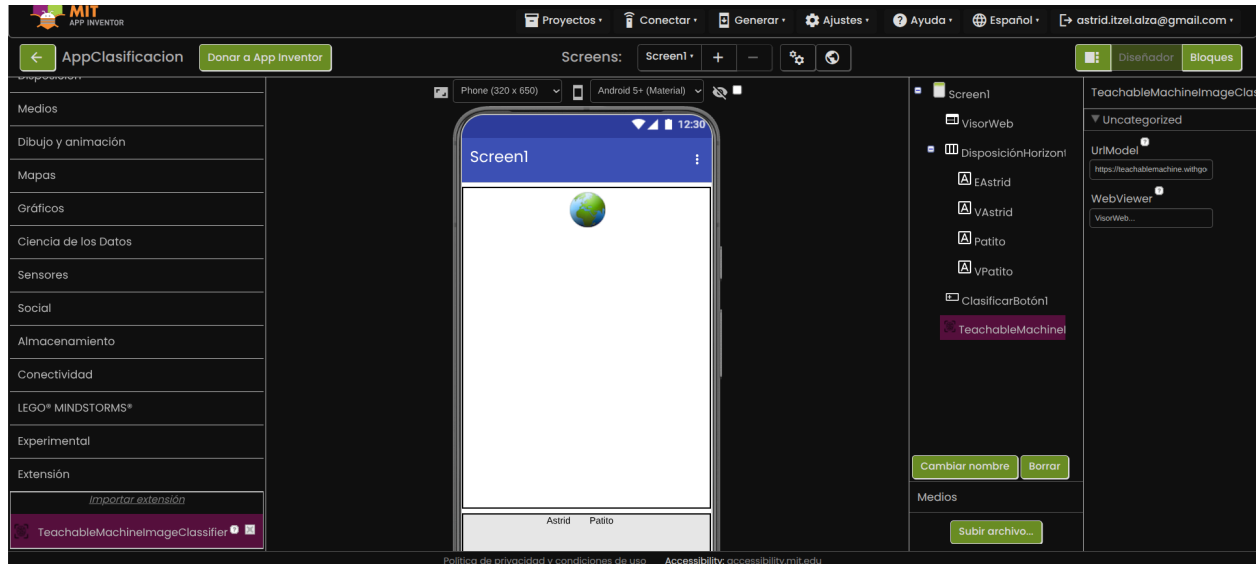 MIT
APP INVENTOR
Proyectos
Conectar
Generar
Ajustes
Ayuda
Español
astrid.itzel.alza@gmail.com
AppClasificacion
Donar a App Inventor
Screens:
Screen1
Diseñador
Bloques
Disposición
Medios
Dibujo y animación
Mapas
Gráficos
Ciencia de los Datos
Sensores
Social
Almacenamiento
Conectividad
LEGO® MINDSTORMS®
Experimental
Extensión
Importar extensión
TeachableMachineImageClassifier
Phone (320 x 650)
Android 5+ (Material)
12:30
Screen1
Astrid Patito
Screen1
VisorWeb
DisposiciónHorizont
EAstrid
VAstrid
Patito
VPatito
ClasificarBotón1
TeachableMachineI
Cambiar nombre
Borrar
Medios
Subir archivo...
TeachableMachineImageClas
Uncategorized
UrlModel
https://teachablemachine.withgo
WebViewer
VisorWeb...
Política de privacidad y condiciones de uso
Accessibility: accessibility.mit.edu